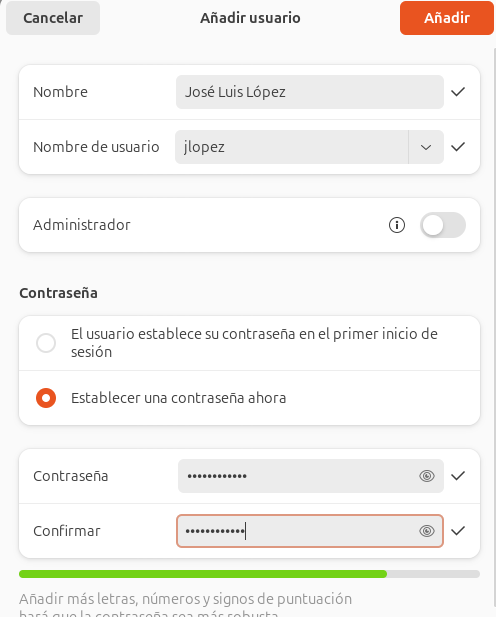 Cancelar Añadir usuario Añadir
Nombre José Luis López
Nombre de usuario jlopez
Administrador
Contraseña
El usuario establece su contraseña en el primer inicio de
sesión
Establecer una contraseña ahora
Contraseña ••••••••••••
Confirmar ••••••••••••
Añadir más letras, números y signos de puntuación
hará que la contraseña sea más robusta.